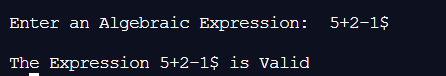 Enter an Algebraic Expression:  5+2-1$
The Expression 5+2-1$ is Valid